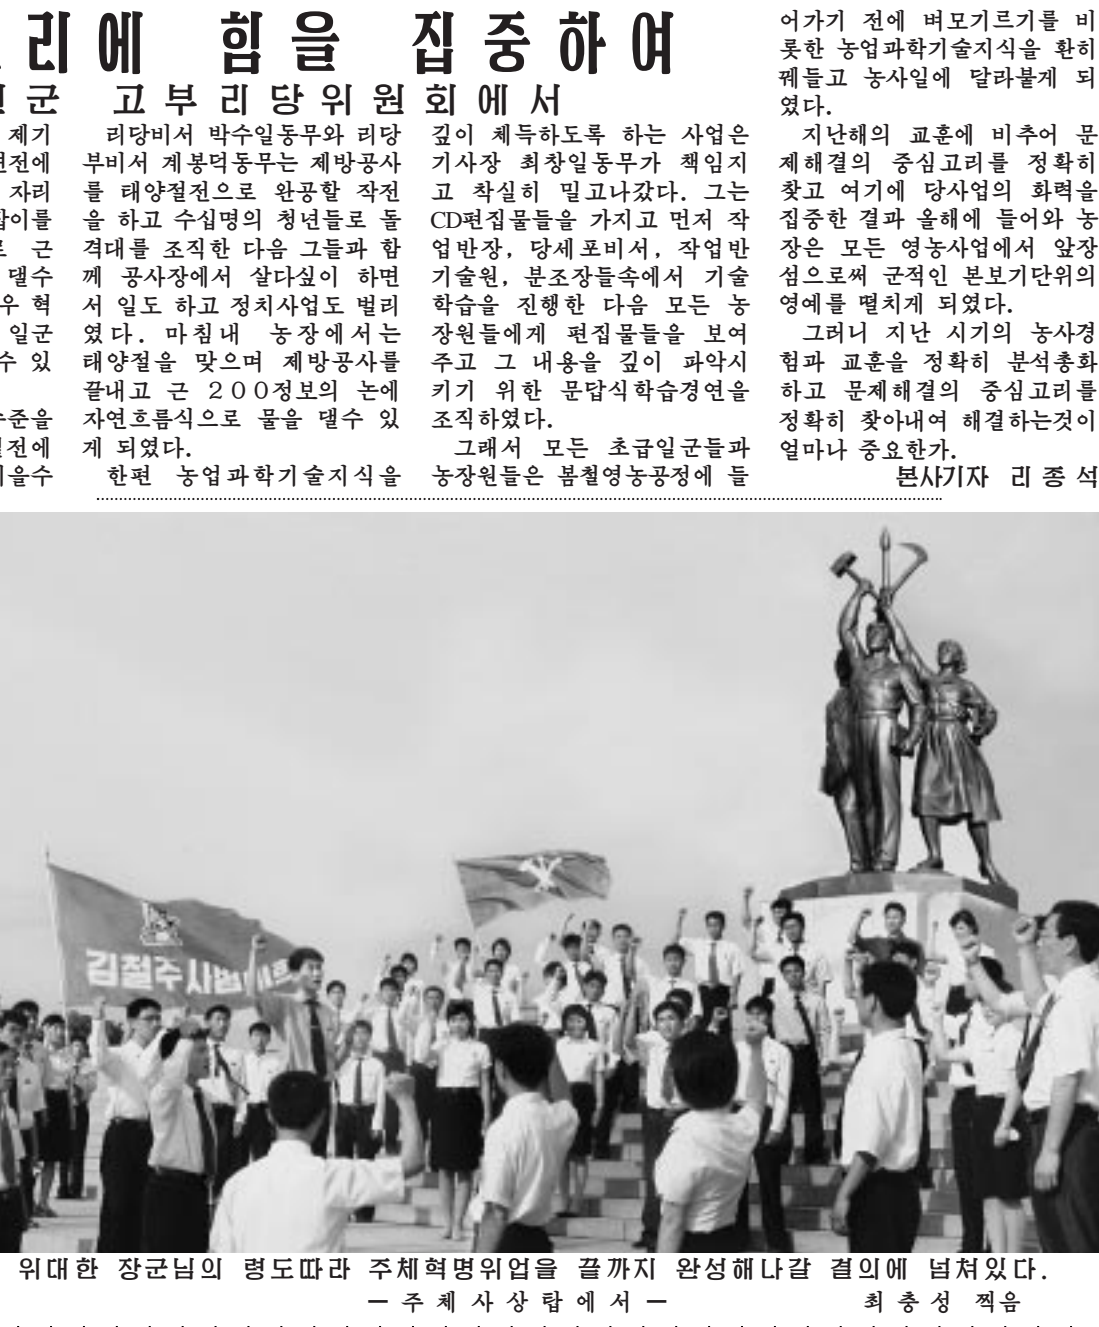 리에 힘을 집중하여
군 고부리당위원회에서
제기
전에
자리
이를
근
댈수
우 혁
일군
수 있
준을
전에
을수
리당비서 박수일동무와 리당
부비서 계봉덕동무는 제방공사
를 태양절전으로 완공할 작전
을 하고 수십명의 청년들로 돌
격대를 조직한 다음 그들과 함
께 공사장에서 살다싶이 하면
서 일도 하고 정치사업도 벌리
였다. 마침내 농장에서는
태양절을 맞으며 제방공사를
끝내고 근 200정보의 논에
자연흐름식으로 물을 댈수 있
게 되였다.
한편 농업과학기술지식을
깊이 체득하도록 하는 사업은
기사장 최창일동무가 책임지
고 착실히 밀고나갔다. 그는
CD편집물들을 가지고 먼저 작
업반장, 당세포비서, 작업반
기술원, 분조장들속에서 기술
학습을 진행한 다음 모든 농
장원들에게 편집물들을 보여
주고 그 내용을 깊이 파악시
키기 위한 문답식학습경연을
조직하였다.
그래서 모든 초급일군들과
농장원들은 봄철영농공정에 들
어가기 전에 벼모기르기를 비
롯한 농업과학기술지식을 환히
꿰들고 농사일에 달라붙게 되
였다.
지난해의 교훈에 비추어 문
제해결의 중심고리를 정확히
찾고 여기에 당사업의 화력을
집중한 결과 올해에 들어와 농
장은 모든 영농사업에서 앞장
섬으로써 군적인 본보기단위의
영예를 떨치게 되였다.
그러니 지난 시기의 농사경
험과 교훈을 정확히 분석총화
하고 문제해결의 중심고리를
정확히 찾아내여 해결하는것이
얼마나 중요한가.
본사기자 리종석
김철주사범대학
위대한 장군님의 령도따라 주체혁명위업을 끝까지 완성해나갈 결의에 넘쳐있다.
— 주체사상탑에서 —
최충성 찍음